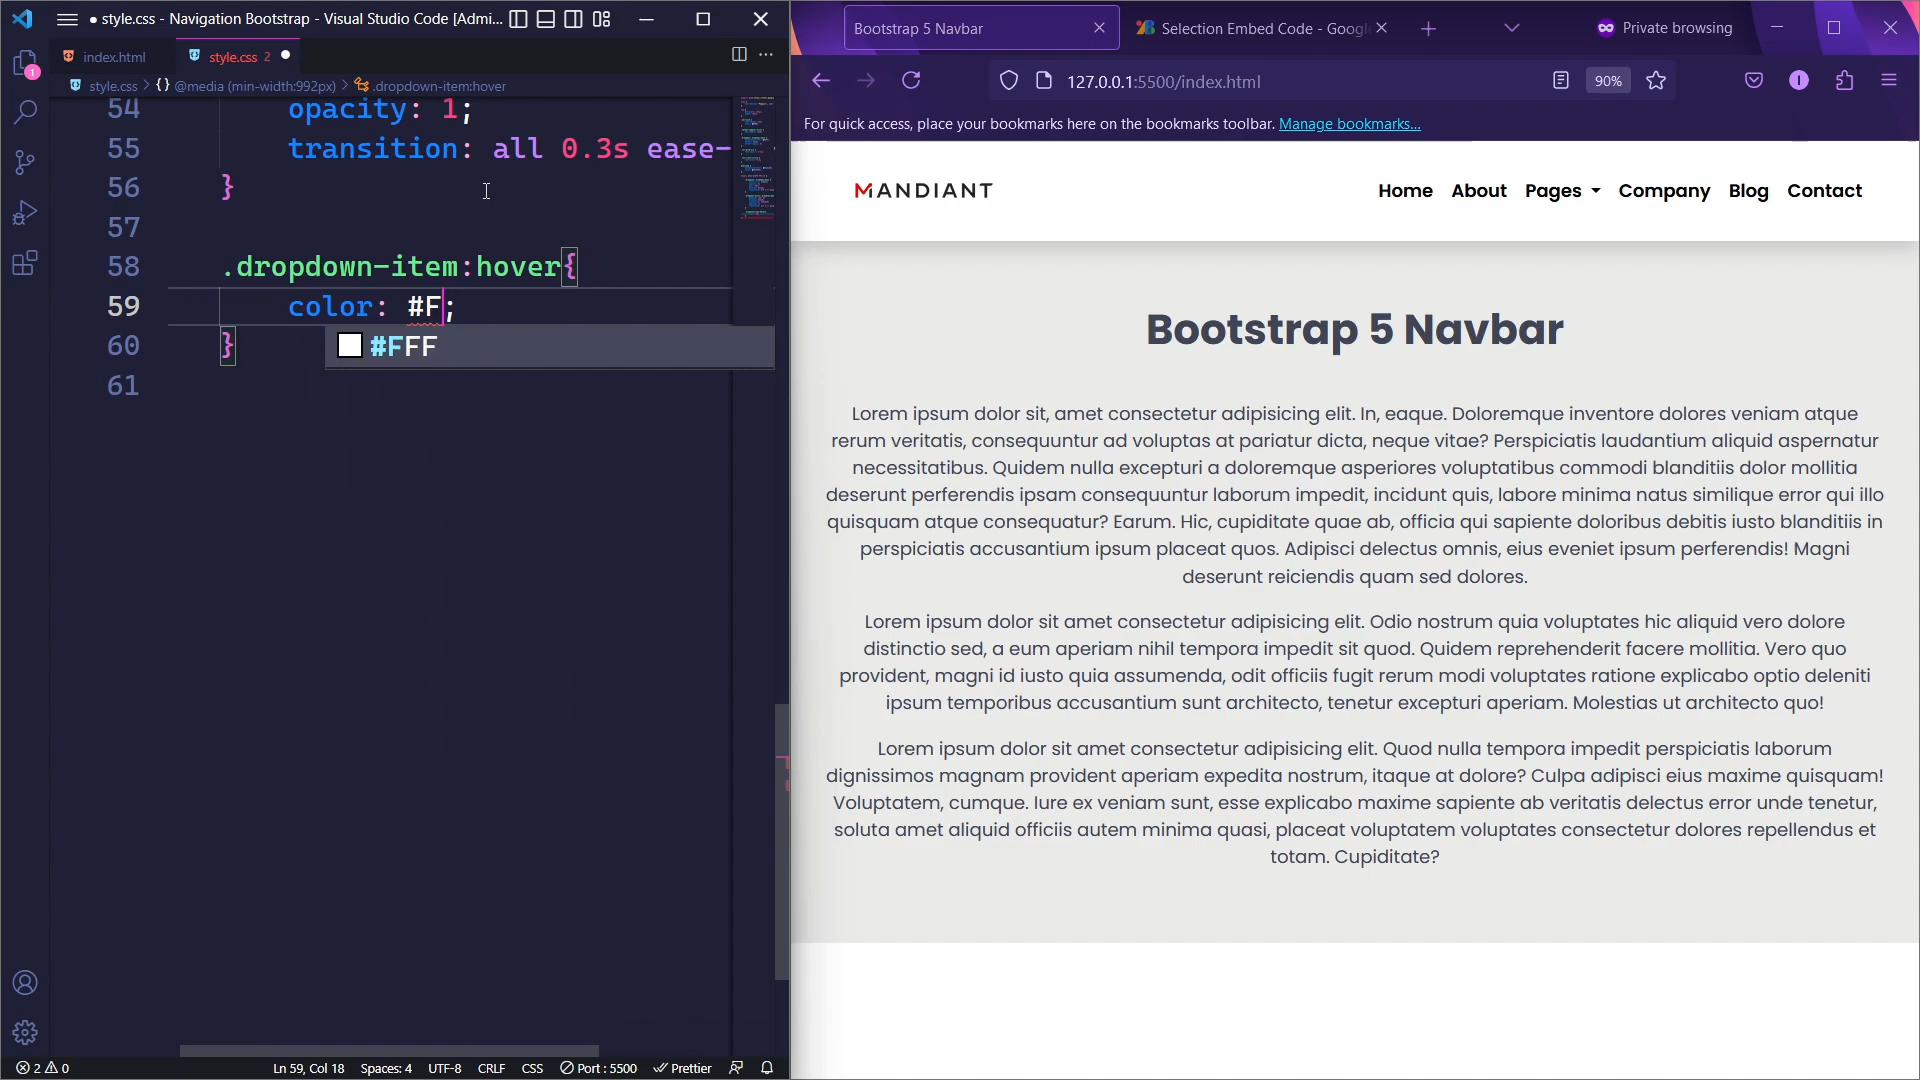 style.css - Navigation Bootstrap - Visual Studio Code [Admi...
index.html
style.css 2
style.css > {} @media (min-width:992px) > .dropdown-item:hover
54 opacity: 1;
55 transition: all 0.3s ease-
56 }
57
58 .dropdown-item:hover{
59 color: #F;
#FFF
60 }
61
1
2 0
Ln 59, Col 18
Spaces: 4
UTF-8
CRLF
CSS
Port : 5500
Prettier
Bootstrap 5 Navbar
Selection Embed Code - Googl
Private browsing
127.0.0.1:5500/index.html
90%
For quick access, place your bookmarks here on the bookmarks toolbar. Manage bookmarks...
MANDIANT
Home
About
Pages
Company
Blog
Contact
Bootstrap 5 Navbar
Lorem ipsum dolor sit, amet consectetur adipisicing elit. In, eaque. Doloremque inventore dolores veniam atque
rerum veritatis, consequuntur ad voluptas at pariatur dicta, neque vitae? Perspiciatis laudantium aliquid aspernatur
necessitatibus. Quidem nulla excepturi a doloremque asperiores voluptatibus commodi blanditiis dolor mollitia
deserunt perferendis ipsam consequuntur laborum impedit, incidunt quis, labore minima natus similique error qui illo
quisquam atque consequatur? Earum. Hic, cupiditate quae ab, officia qui sapiente doloribus debitis iusto blanditiis in
perspiciatis accusantium ipsum placeat quos. Adipisci delectus omnis, eius eveniet ipsum perferendis! Magni
deserunt reiciendis quam sed dolores.
Lorem ipsum dolor sit amet consectetur adipisicing elit. Odio nostrum quia voluptates hic aliquid vero dolore
distinctio sed, a eum aperiam nihil tempora impedit sit quod. Quidem reprehenderit facere mollitia. Vero quo
provident, magni id iusto quia assumenda, odit officiis fugit rerum modi voluptates ratione explicabo optio deleniti
ipsum temporibus accusantium sunt architecto, tenetur excepturi aperiam. Molestias ut architecto quo!
Lorem ipsum dolor sit amet consectetur adipisicing elit. Quod nulla tempora impedit perspiciatis laborum
dignissimos magnam provident aperiam expedita nostrum, itaque at dolore? Culpa adipisci eius maxime quisquam!
Voluptatem, cumque. Iure ex veniam sunt, esse explicabo maxime sapiente ab veritatis delectus error unde tenetur,
soluta amet aliquid officiis autem minima quasi, placeat voluptatem voluptates consectetur dolores repellendus et
totam. Cupiditate?